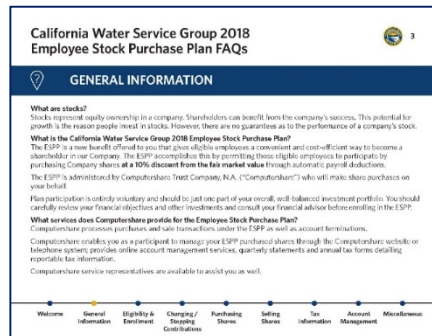 California Water Service Group 2018
Employee Stock Purchase Plan FAQs
3
GENERAL INFORMATION
What are stocks?
Stocks represent equity ownership in a company. Shareholders can benefit from the company's success. This potential for
growth is the reason people invest in stocks. However, there are no guarantees as to the performance of a company's stock.
What is the California Water Service Group 2018 Employee Stock Purchase Plan?
The ESPP is a new benefit offered to you that gives eligible employees a convenient and cost-efficient way to become a
shareholder in our Company. The ESPP accomplishes this by permitting those eligible employees to participate by
purchasing Company shares at a 10% discount from the fair market value through automatic payroll deductions.
The ESPP is administered by Computershare Trust Company, N.A. ("Computershare") who will make share purchases on
your behalf.
Plan participation is entirely voluntary and should be just one part of your overall, well-balanced investment portfolio. You should
carefully review your financial objectives and other investments and consult your financial advisor before enrolling in the ESPP.
What services does Computershare provide for the Employee Stock Purchase Plan?
Computershare processes purchase and sale transactions under the ESPP as well as account terminations.
Computershare enables you as a participant to manage your ESPP purchased shares through the Computershare website or
telephone system; provides online account management services, quarterly statements and annual tax forms detailing
reportable tax information.
Computershare service representatives are available to assist you as well.
Welcome
General
Information
Eligibility &
Enrollment
Changing /
Stopping
Contributions
Purchasing
Shares
Selling
Shares
Tax
Information
Account
Management
Miscellaneous